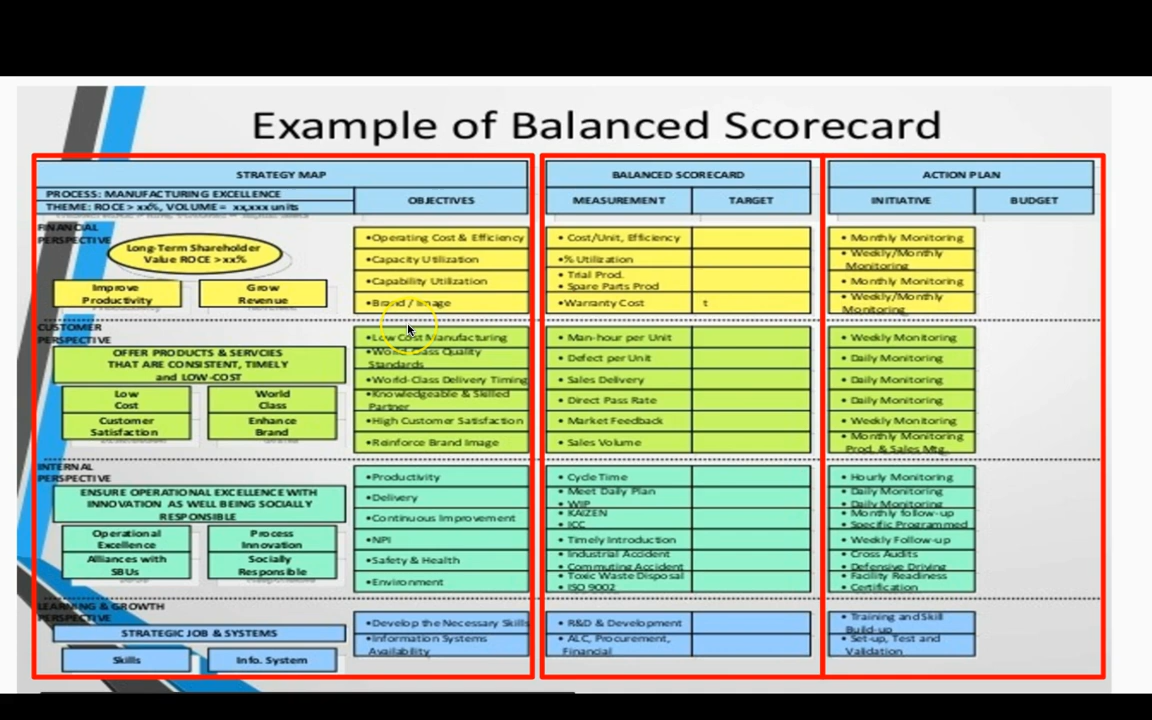 Example of Balanced Scorecard
STRATEGY MAP
PROCESS: MANUFACTURING EXCELLENCE
THEME: ROCE > xx%, VOLUME = xx,xxx units
OBJECTIVES
BALANCED SCORECARD
MEASUREMENT
TARGET
ACTION PLAN
INITIATIVE
BUDGET
FINANCIAL
PERSPECTIVE
Long-Term Shareholder
Value ROCE >xx%
Improve
Productivity
Grow
Revenue
•Operating Cost & Efficiency
• Cost/Unit, Efficiency
• Monthly Monitoring
•Capacity Utilization
•% Utilization
• Weekly/Monthly
Monitoring
•Capability Utilization
• Trial Prod.
• Spare Parts Prod
• Monthly Monitoring
•Brand / Image
•Warranty Cost
t
• Weekly/Monthly
Monitoring
CUSTOMER
PERSPECTIVE
OFFER PRODUCTS & SERVCIES
THAT ARE CONSISTENT, TIMELY
and LOW-COST
Low
Cost
World
Class
Customer
Satisfaction
Enhance
Brand
•Low Cost Manufacturing
• Man-hour per Unit
• Weekly Monitoring
•World-Class Quality
Standards
• Defect per Unit
• Daily Monitoring
•World-Class Delivery Timing
• Sales Delivery
• Daily Monitoring
•Knowledgeable & Skilled
Partner
• Direct Pass Rate
• Daily Monitoring
•High Customer Satisfaction
• Market Feedback
• Weekly Monitoring
•Reinforce Brand Image
• Sales Volume
• Monthly Monitoring
Prod. & Sales Mtg.
INTERNAL
PERSPECTIVE
ENSURE OPERATIONAL EXCELLENCE WITH
INNOVATION AS WELL BEING SOCIALLY
RESPONSIBLE
Operational
Excellence
Process
Innovation
Alliances with
SBUs
Socially
Responsible
•Productivity
• Cycle Time
• Hourly Monitoring
•Delivery
• Meet Daily Plan
• WIP
• Daily Monitoring
• Daily Monitoring
•Continuous Improvement
• KAIZEN
• ICC
• Monthly follow-up
• Specific Programmed
•NPI
• Timely Introduction
• Weekly Follow-up
•Safety & Health
• Industrial Accident
• Commuting Accident
• Cross Audits
• Defensive Driving
•Environment
• Toxic Waste Disposal
• ISO 9002
• Facility Readiness
• Certification
LEARNING & GROWTH
PERSPECTIVE
STRATEGIC JOB & SYSTEMS
Skills
Info. System
•Develop the Necessary Skills
• R&D & Development
• Training and Skill
Build-up
•Information Systems
Availability
• ALC, Procurement,
Financial
• Set-up, Test and
Validation